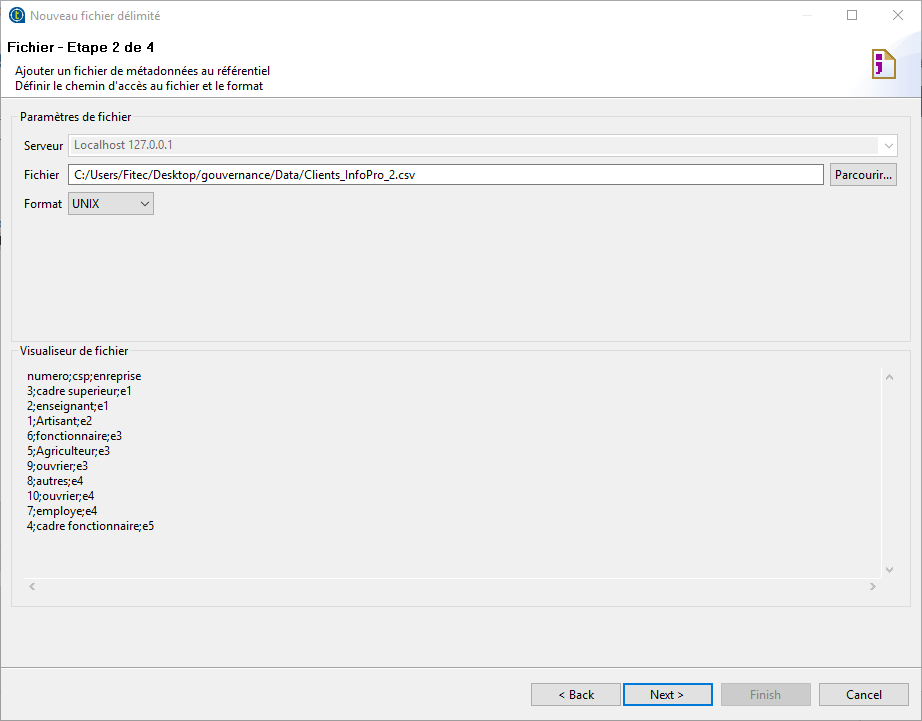 Nouveau fichier délimité
Fichier - Etape 2 de 4
Ajouter un fichier de métadonnées au référentiel
Définir le chemin d'accès au fichier et le format
Paramètres de fichier
Serveur Localhost 127.0.0.1
Fichier C:/Users/Fitec/Desktop/gouvernance/Data/Clients_InfoPro_2.csv Parcourir...
Format UNIX
Visualiseur de fichier
numero;csp;enreprise
3;cadre superieur;e1
2;enseignant;e1
1;Artisant;e2
6;fonctionnaire;e3
5;Agriculteur;e3
9;ouvrier;e3
8;autres;e4
10;ouvrier;e4
7;employe;e4
4;cadre fonctionnaire;e5
< Back Next > Finish Cancel